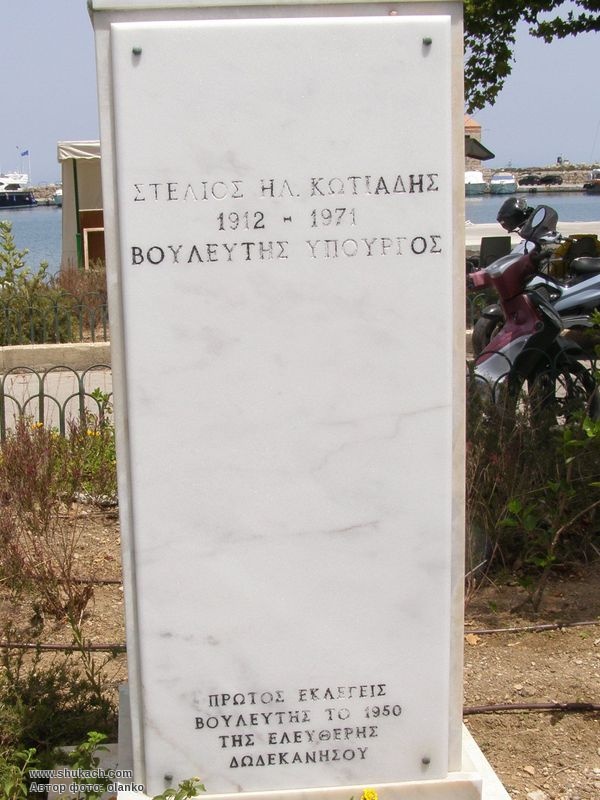 ΣΤΕΛΙΟΣ ΗΛ. ΚΩΤΙΑΔΗΣ
1912 - 1971
ΒΟΥΛΕΥΤΗΣ ΥΠΟΥΡΓΟΣ
ΠΡΩΤΟΣ ΕΚΛΕΓΕΙΣ
ΒΟΥΛΕΥΤΗΣ ΤΟ 1950
ΤΗΣ ΕΛΕΥΘΕΡΗΣ
ΔΩΔΕΚΑΝΗΣΟΥ
www.shukach.com
Автор фото: olanko